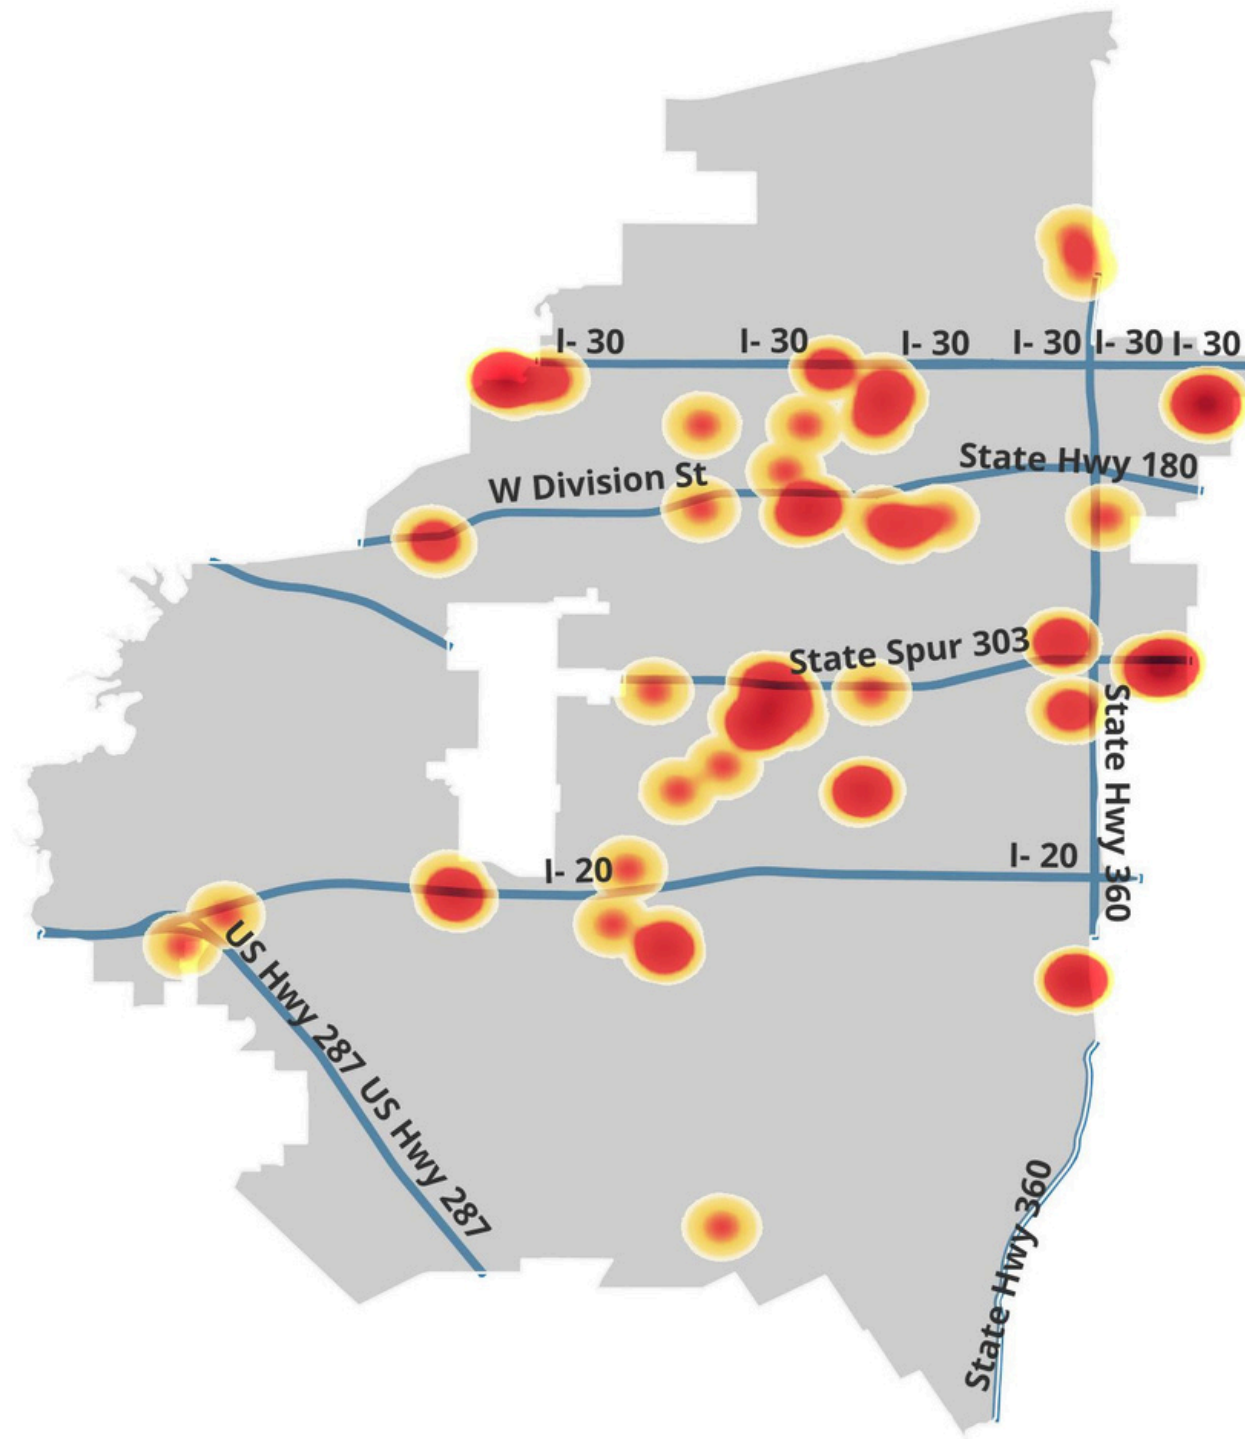 I- 30
I- 30
I- 30
I- 30
I- 30
I- 30
State Hwy 180
W Division St
State Spur 303
State Hwy 360
I- 20
I- 20
US Hwy 287
US Hwy 287
State Hwy 360